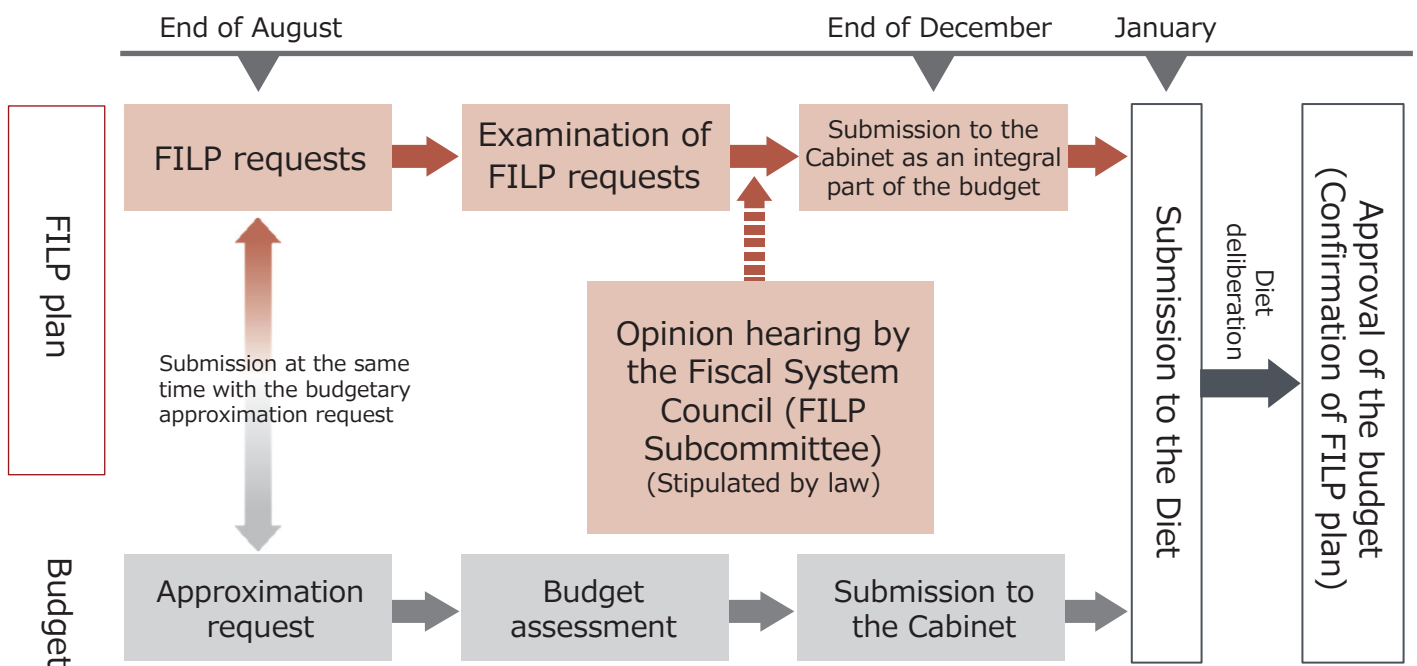 End of August
End of December
January
FILP plan
FILP requests
Examination of
FILP requests
Submission to the
Cabinet as an integral
part of the budget
Submission at the same
time with the budgetary
approximation request
Opinion hearing by
the Fiscal System
Council (FILP
Subcommittee)
(Stipulated by law)
Budget
Approximation
request
Budget
assessment
Submission to
the Cabinet
Submission to the Diet
Diet
deliberation
Approval of the budget
(Confirmation of FILP plan)